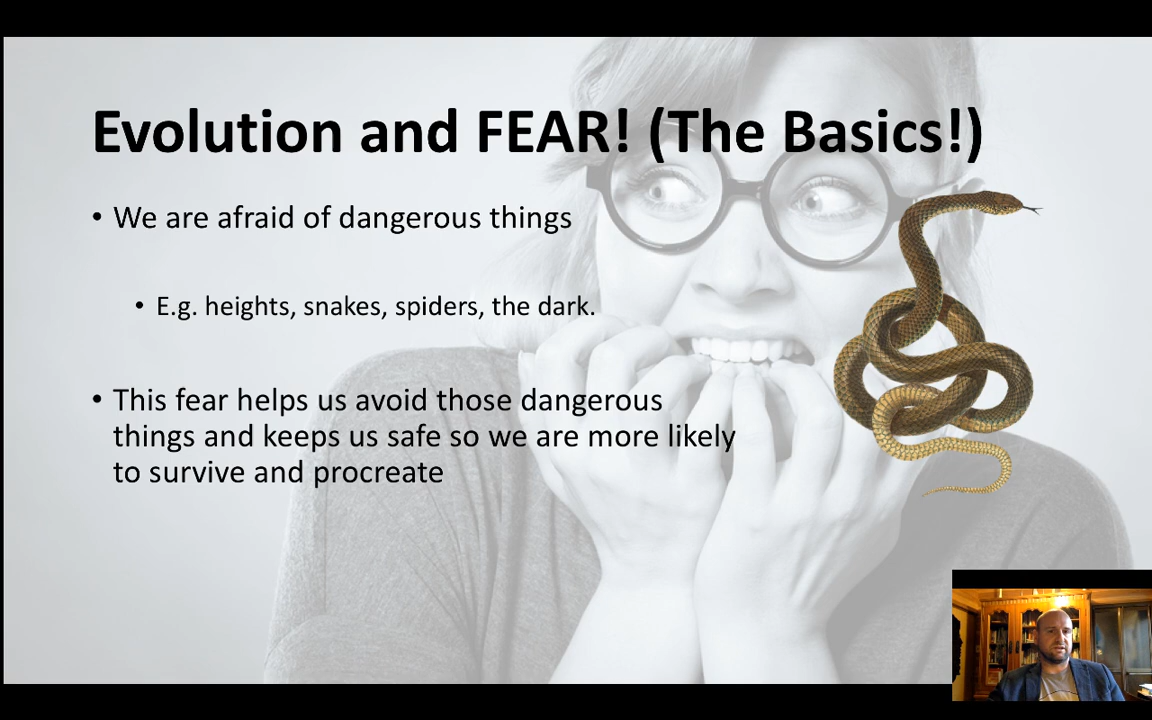 Evolution and FEAR! (The Basics!)
• We are afraid of dangerous things
• E.g. heights, snakes, spiders, the dark.
• This fear helps us avoid those dangerous
things and keeps us safe so we are more likely
to survive and procreate